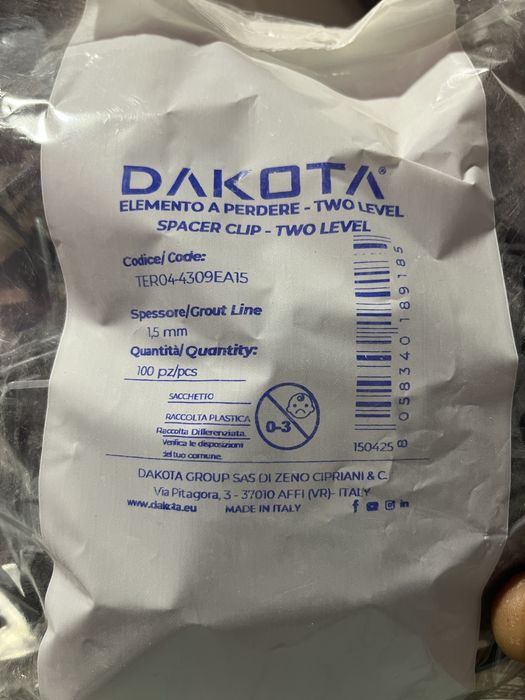 DAKOTA®
ELEMENTO A PERDERE - TWO LEVEL
SPACER CLIP - TWO LEVEL
Codice/ Code:
TER04-4309EA15
Spessore/Grout Line
1,5 mm
Quantità/ Quantity:
100 pz/pcs
SACCHETTO
RACCOLTA PLASTICA
Raccolta Differenziata.
Verifica le disposizioni
del tuo comune.
0-3
8 058340 189185
150425
DAKOTA GROUP SAS DI ZENO CIPRIANI & C.
Via Pitagora, 3 - 37010 AFFI (VR)- ITALY
www.dakota.eu MADE IN ITALY